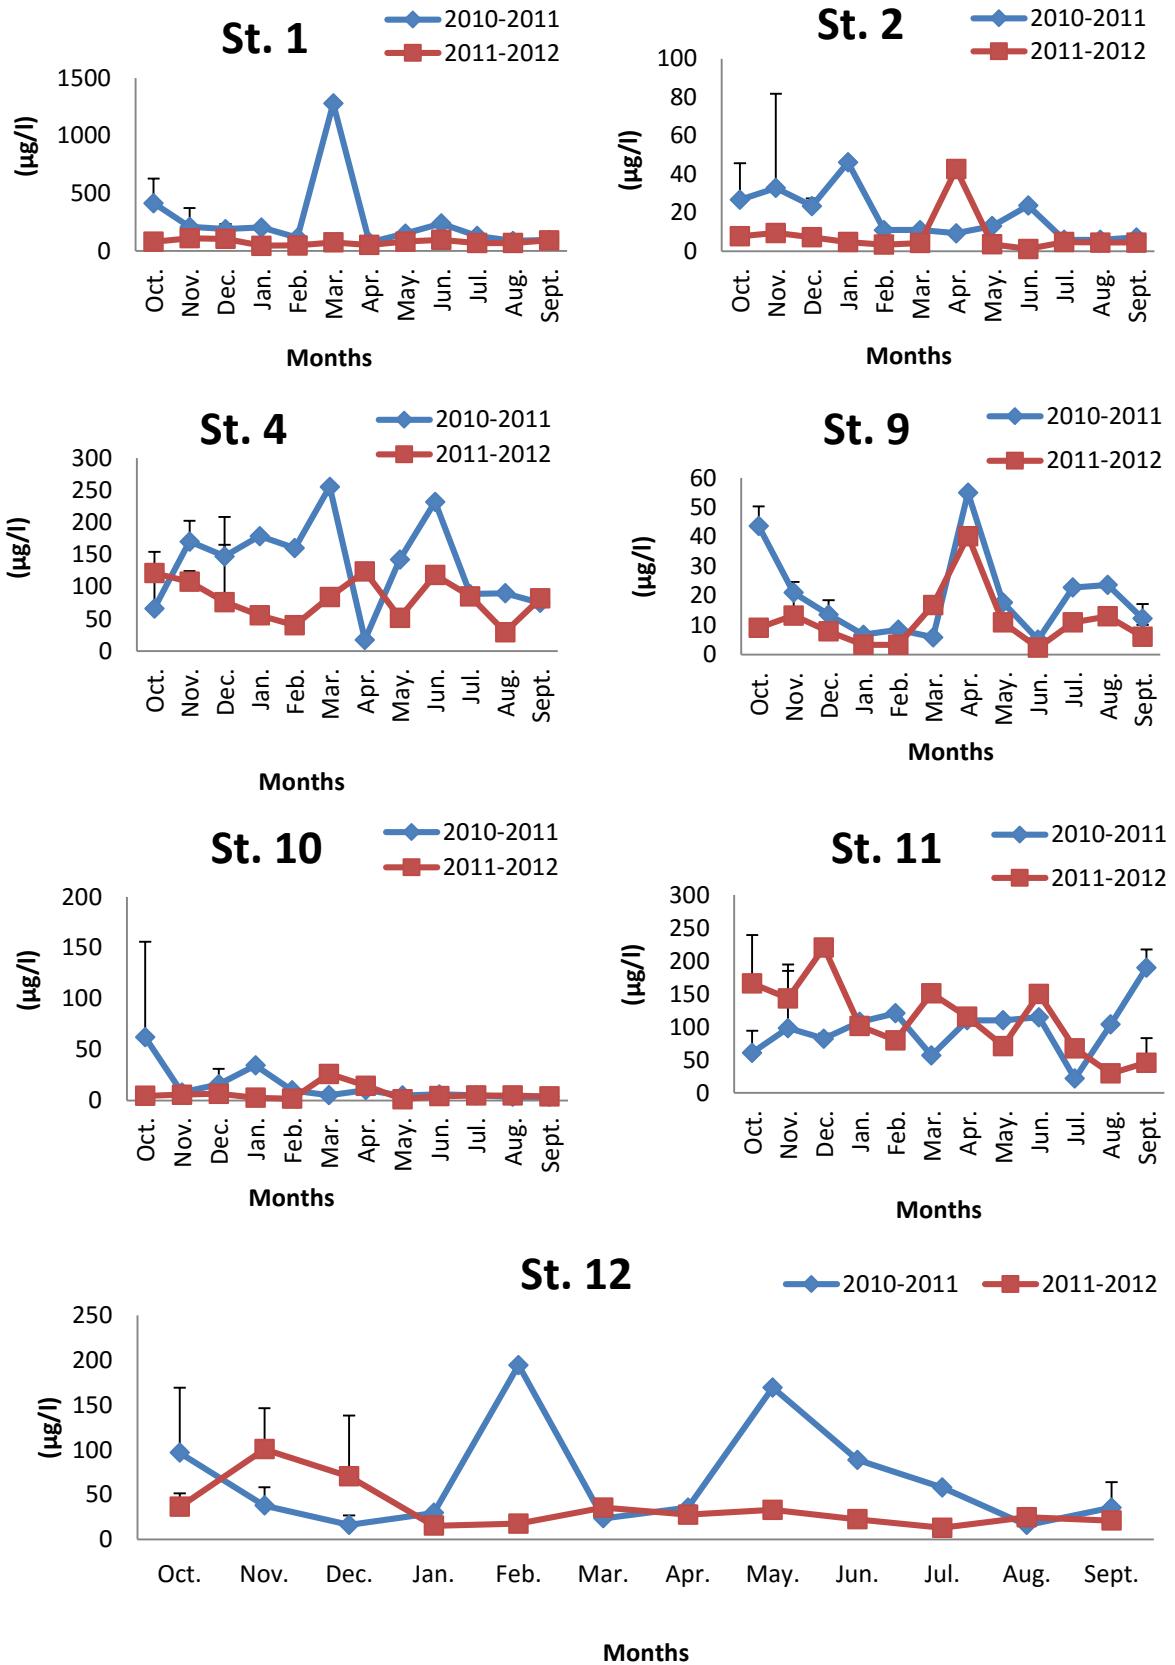 St. 1
2010-2011
2011-2012
(µg/l)
1500
1000
500
0
Oct.
Nov.
Dec.
Jan.
Feb.
Mar.
Apr.
May.
Jun.
Jul.
Aug.
Sept.
Months
St. 2
2010-2011
2011-2012
(µg/l)
100
80
60
40
20
0
Oct.
Nov.
Dec.
Jan.
Feb.
Mar.
Apr.
May.
Jun.
Jul.
Aug.
Sept.
Months
St. 4
2010-2011
2011-2012
(µg/l)
300
250
200
150
100
50
0
Oct.
Nov.
Dec.
Jan.
Feb.
Mar.
Apr.
May.
Jun.
Jul.
Aug.
Sept.
Months
St. 9
2010-2011
2011-2012
(µg/l)
60
50
40
30
20
10
0
Oct.
Nov.
Dec.
Jan.
Feb.
Mar.
Apr.
May.
Jun.
Jul.
Aug.
Sept.
Months
St. 10
2010-2011
2011-2012
(µg/l)
200
150
100
50
0
Oct.
Nov.
Dec.
Jan.
Feb.
Mar.
Apr.
May.
Jun.
Jul.
Aug.
Sept.
Months
St. 11
2010-2011
2011-2012
(µg/l)
300
250
200
150
100
50
0
Oct.
Nov.
Dec.
Jan.
Feb.
Mar.
Apr.
May.
Jun.
Jul.
Aug.
Sept.
Months
St. 12
2010-2011 2011-2012
(µg/l)
250
200
150
100
50
0
Oct. Nov. Dec. Jan. Feb. Mar. Apr. May. Jun. Jul. Aug. Sept.
Months